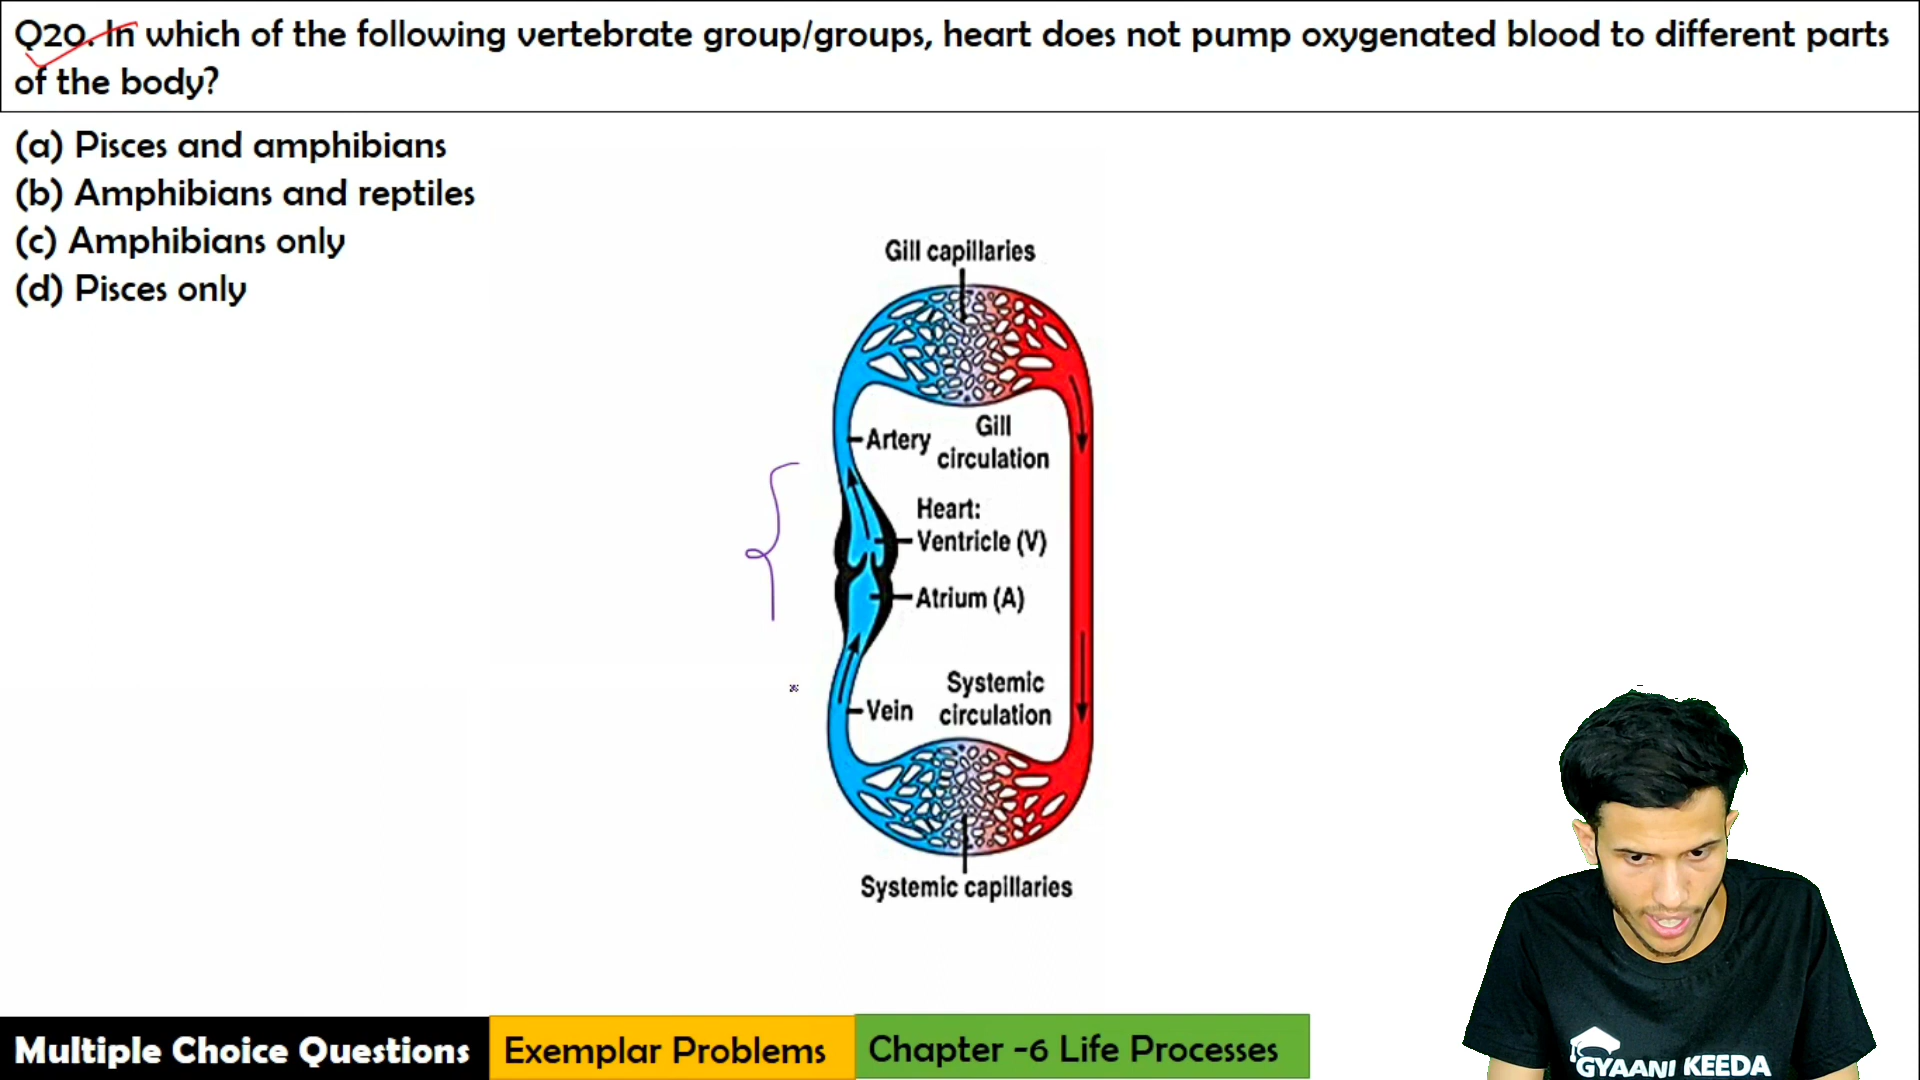 Q20. In which of the following vertebrate group/groups, heart does not pump oxygenated blood to different parts
of the body?
(a) Pisces and amphibians
(b) Amphibians and reptiles
(c) Amphibians only
(d) Pisces only
Gill capillaries
Artery
Gill
circulation
Heart:
Ventricle (V)
Atrium (A)
Systemic
circulation
Vein
Systemic capillaries
GYAANI KEEDA
Multiple Choice Questions
Exemplar Problems
Chapter -6 Life Processes